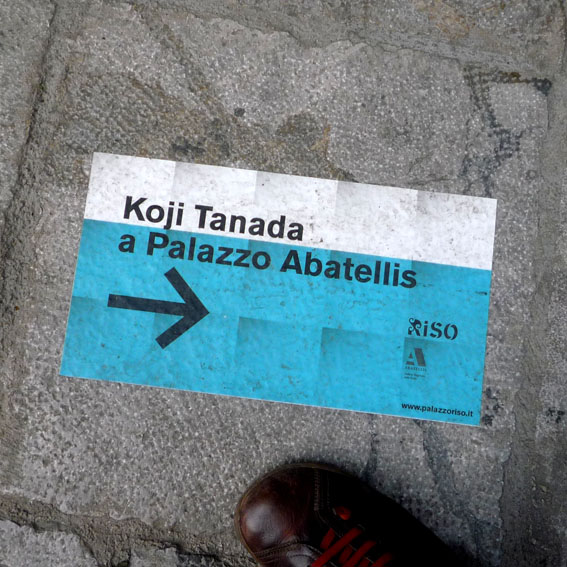 Koji Tanada
a Palazzo Abatellis
RiSO
A
www.palazzoriso.it